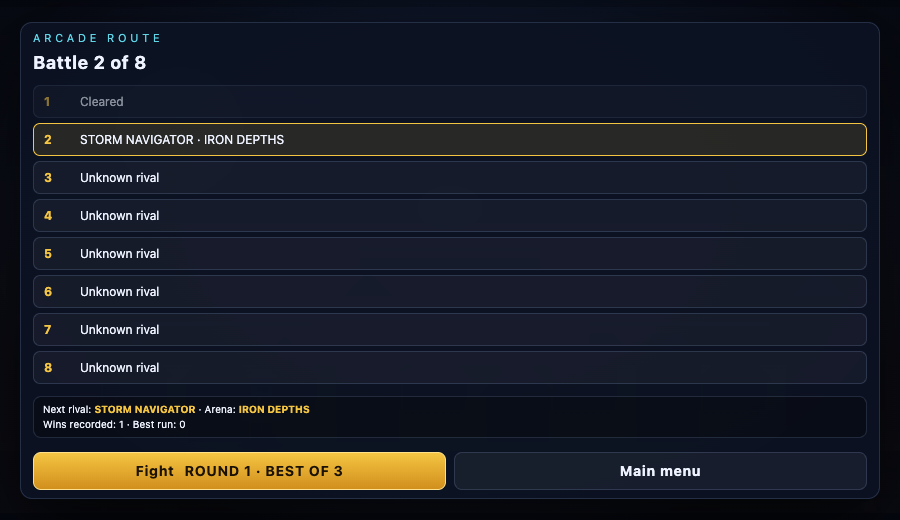 ARCADE ROUTE
Battle 2 of 8
1 Cleared
2 STORM NAVIGATOR · IRON DEPTHS
3 Unknown rival
4 Unknown rival
5 Unknown rival
6 Unknown rival
7 Unknown rival
8 Unknown rival
Next rival: STORM NAVIGATOR · Arena: IRON DEPTHS
Wins recorded: 1 · Best run: 0
Fight ROUND 1 · BEST OF 3
Main menu